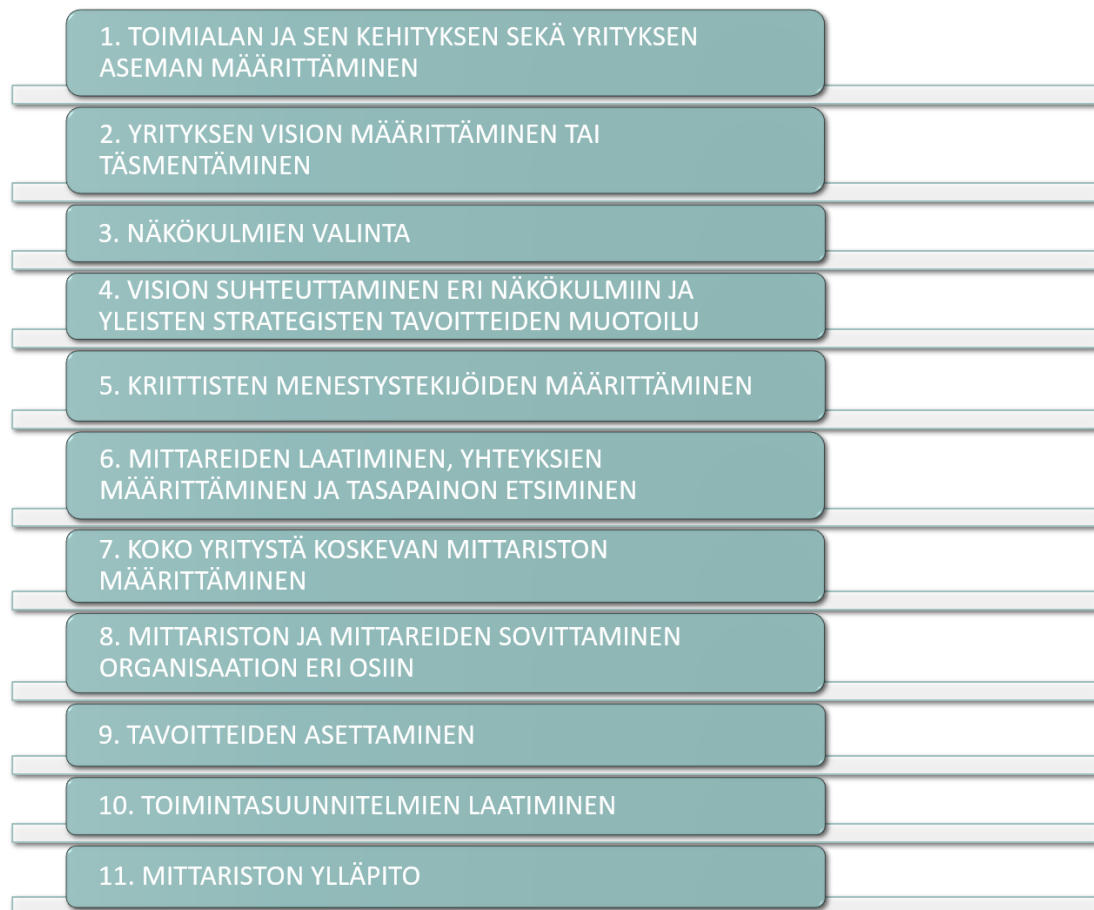 1. TOIMIALAN JA SEN KEHITYKSEN SEKÄ YRITYKSEN
ASEMAN MÄÄRITTÄMINEN
2. YRITYKSEN VISION MÄÄRITTÄMINEN TAI
TÄSMENTÄMINEN
3. NÄKÖKULMIEN VALINTA
4. VISION SUHTEUTTAMINEN ERI NÄKÖKULMIIN JA
YLEISTEN STRATEGISTEN TAVOITTEIDEN MUOTOILU
5. KRIITTISTEN MENESTYSTEKIJÖIDEN MÄÄRITTÄMINEN
6. MITTAREIDEN LAATIMINEN, YHTEYKSIEN
MÄÄRITTÄMINEN JA TASAPAINON ETSIMINEN
7. KOKO YRITYSTÄ KOSKEVAN MITTARISTON
MÄÄRITTÄMINEN
8. MITTARISTON JA MITTAREIDEN SOVITTAMINEN
ORGANISAATION ERI OSIIN
9. TAVOITTEIDEN ASETTAMINEN
10. TOIMINTASUUNNITELMIEN LAATIMINEN
11. MITTARISTON YLLÄPITO